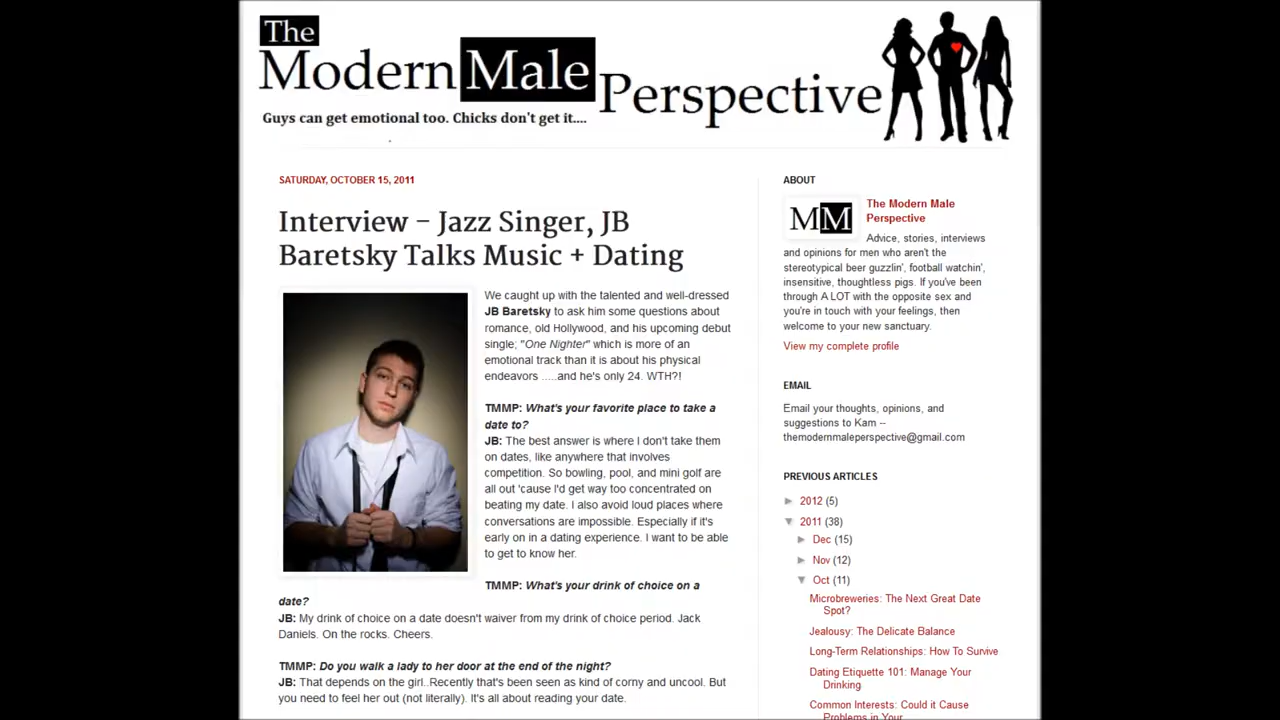 The
Modern Male Perspective
Guys can get emotional too. Chicks don't get it....
SATURDAY, OCTOBER 15, 2011
Interview – Jazz Singer, JB
Baretsky Talks Music + Dating
We caught up with the talented and well-dressed
JB Baretsky to ask him some questions about
romance, old Hollywood, and his upcoming debut
single; "One Nighter" which is more of an
emotional track than it is about his physical
endeavors .....and he's only 24. WTH?!
TMMP: What's your favorite place to take a
date to?
JB: The best answer is where I don't take them
on dates, like anywhere that involves
competition. So bowling, pool, and mini golf are
all out 'cause I'd get way too concentrated on
beating my date. I also avoid loud places where
conversations are impossible. Especially if it's
early on in a dating experience. I want to be able
to get to know her.
TMMP: What's your drink of choice on a
date?
JB: My drink of choice on a date doesn't waiver from my drink of choice period. Jack
Daniels. On the rocks. Cheers.
TMMP: Do you walk a lady to her door at the end of the night?
JB: That depends on the girl..Recently that's been seen as kind of corny and uncool. But
you need to feel her out (not literally). It's all about reading your date.
ABOUT
MM
The Modern Male
Perspective
Advice, stories, interviews
and opinions for men who aren't the
stereotypical beer guzzlin', football watchin',
insensitive, thoughtless pigs. If you've been
through A LOT with the opposite sex and
you're in touch with your feelings, then
welcome to your new sanctuary.
View my complete profile
EMAIL
Email your thoughts, opinions, and
suggestions to Kam --
themodernmaleperspective@gmail.com
PREVIOUS ARTICLES
► 2012 (5)
▼ 2011 (38)
► Dec (15)
► Nov (12)
▼ Oct (11)
Microbreweries: The Next Great Date
Spot?
Jealousy: The Delicate Balance
Long-Term Relationships: How To Survive
Dating Etiquette 101: Manage Your
Drinking
Common Interests: Could it Cause
Problems in Your...